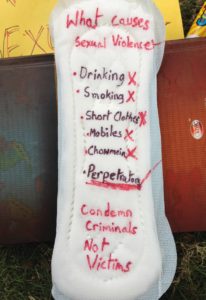 What causes
Sexual Violence?
• Drinking X
• Smoking X
• Short Clothes X
• Mobiles X
• Chowmein X
• Perpetrators ✓
Condemn
Criminals
Not
Victims